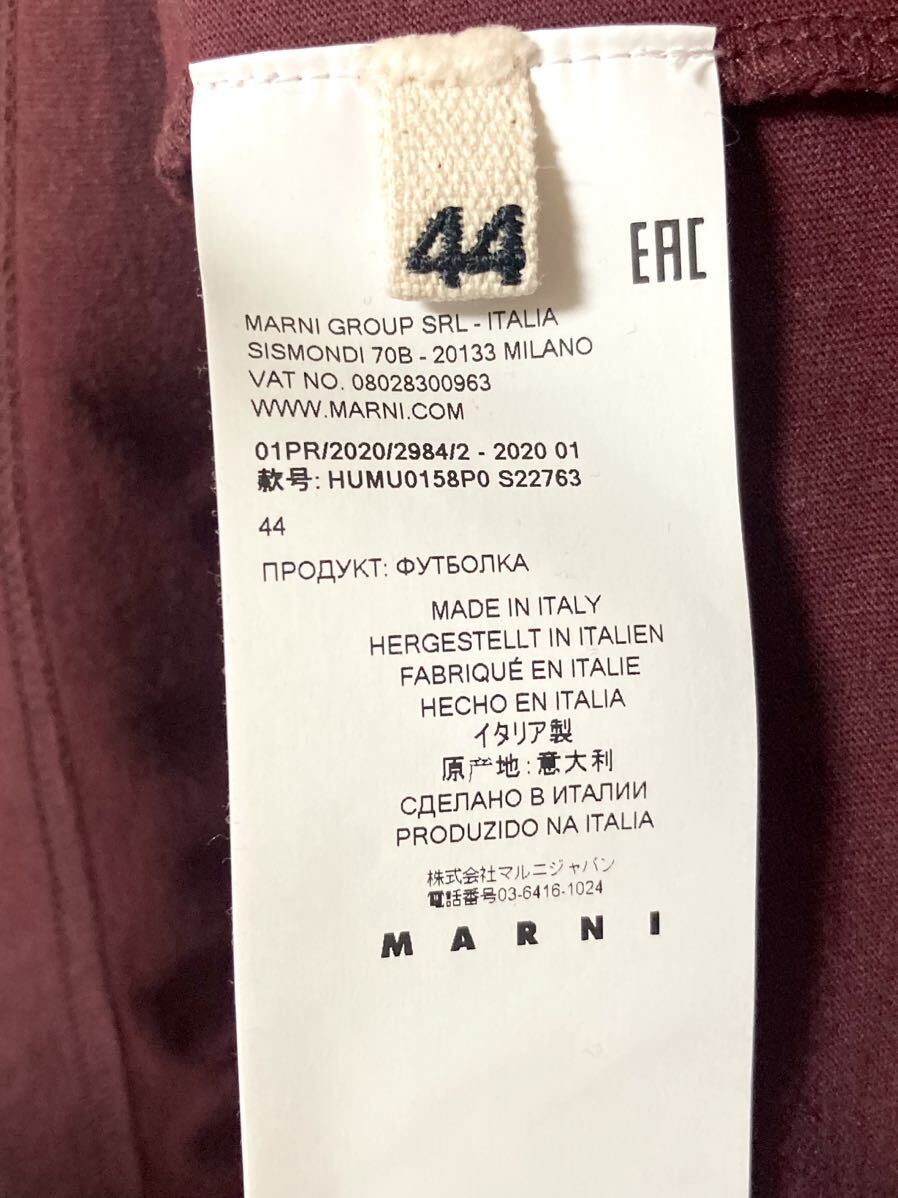 44
EAC
MARNI GROUP SRL - ITALIA
SISMONDI 70B - 20133 MILANO
VAT NO. 08028300963
WWW.MARNI.COM
01PR/2020/2984/2 - 2020 01
款号: HUMU0158P0 S22763
44
ПРОДУКТ: ФУТБОЛКА
MADE IN ITALY
HERGESTELLT IN ITALIEN
FABRIQUÉ EN ITALIE
HECHO EN ITALIA
イタリア製
原产地: 意大利
СДЕЛАНО В ИТАЛИИ
PRODUZIDO NA ITALIA
株式会社マルニジャパン
電話番号03-6416-1024
MARNI